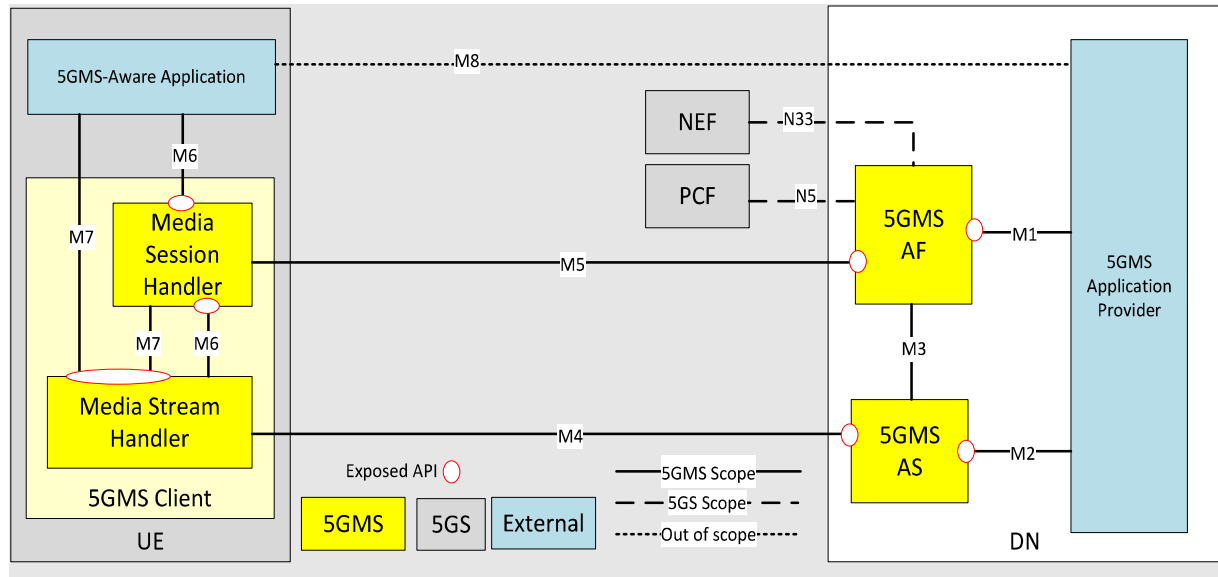 5GMS-Aware Application
M8
NEF
N33
PCF
N5
M6
M7
Media
Session
Handler
M5
5GMS
AF
M1
5GMS
Application
Provider
M7
M6
M3
Media Stream
Handler
M4
5GMS
AS
M2
Exposed API
5GMS Scope
5GS Scope
Out of scope
5GMS Client
5GMS
5GS
External
UE
DN